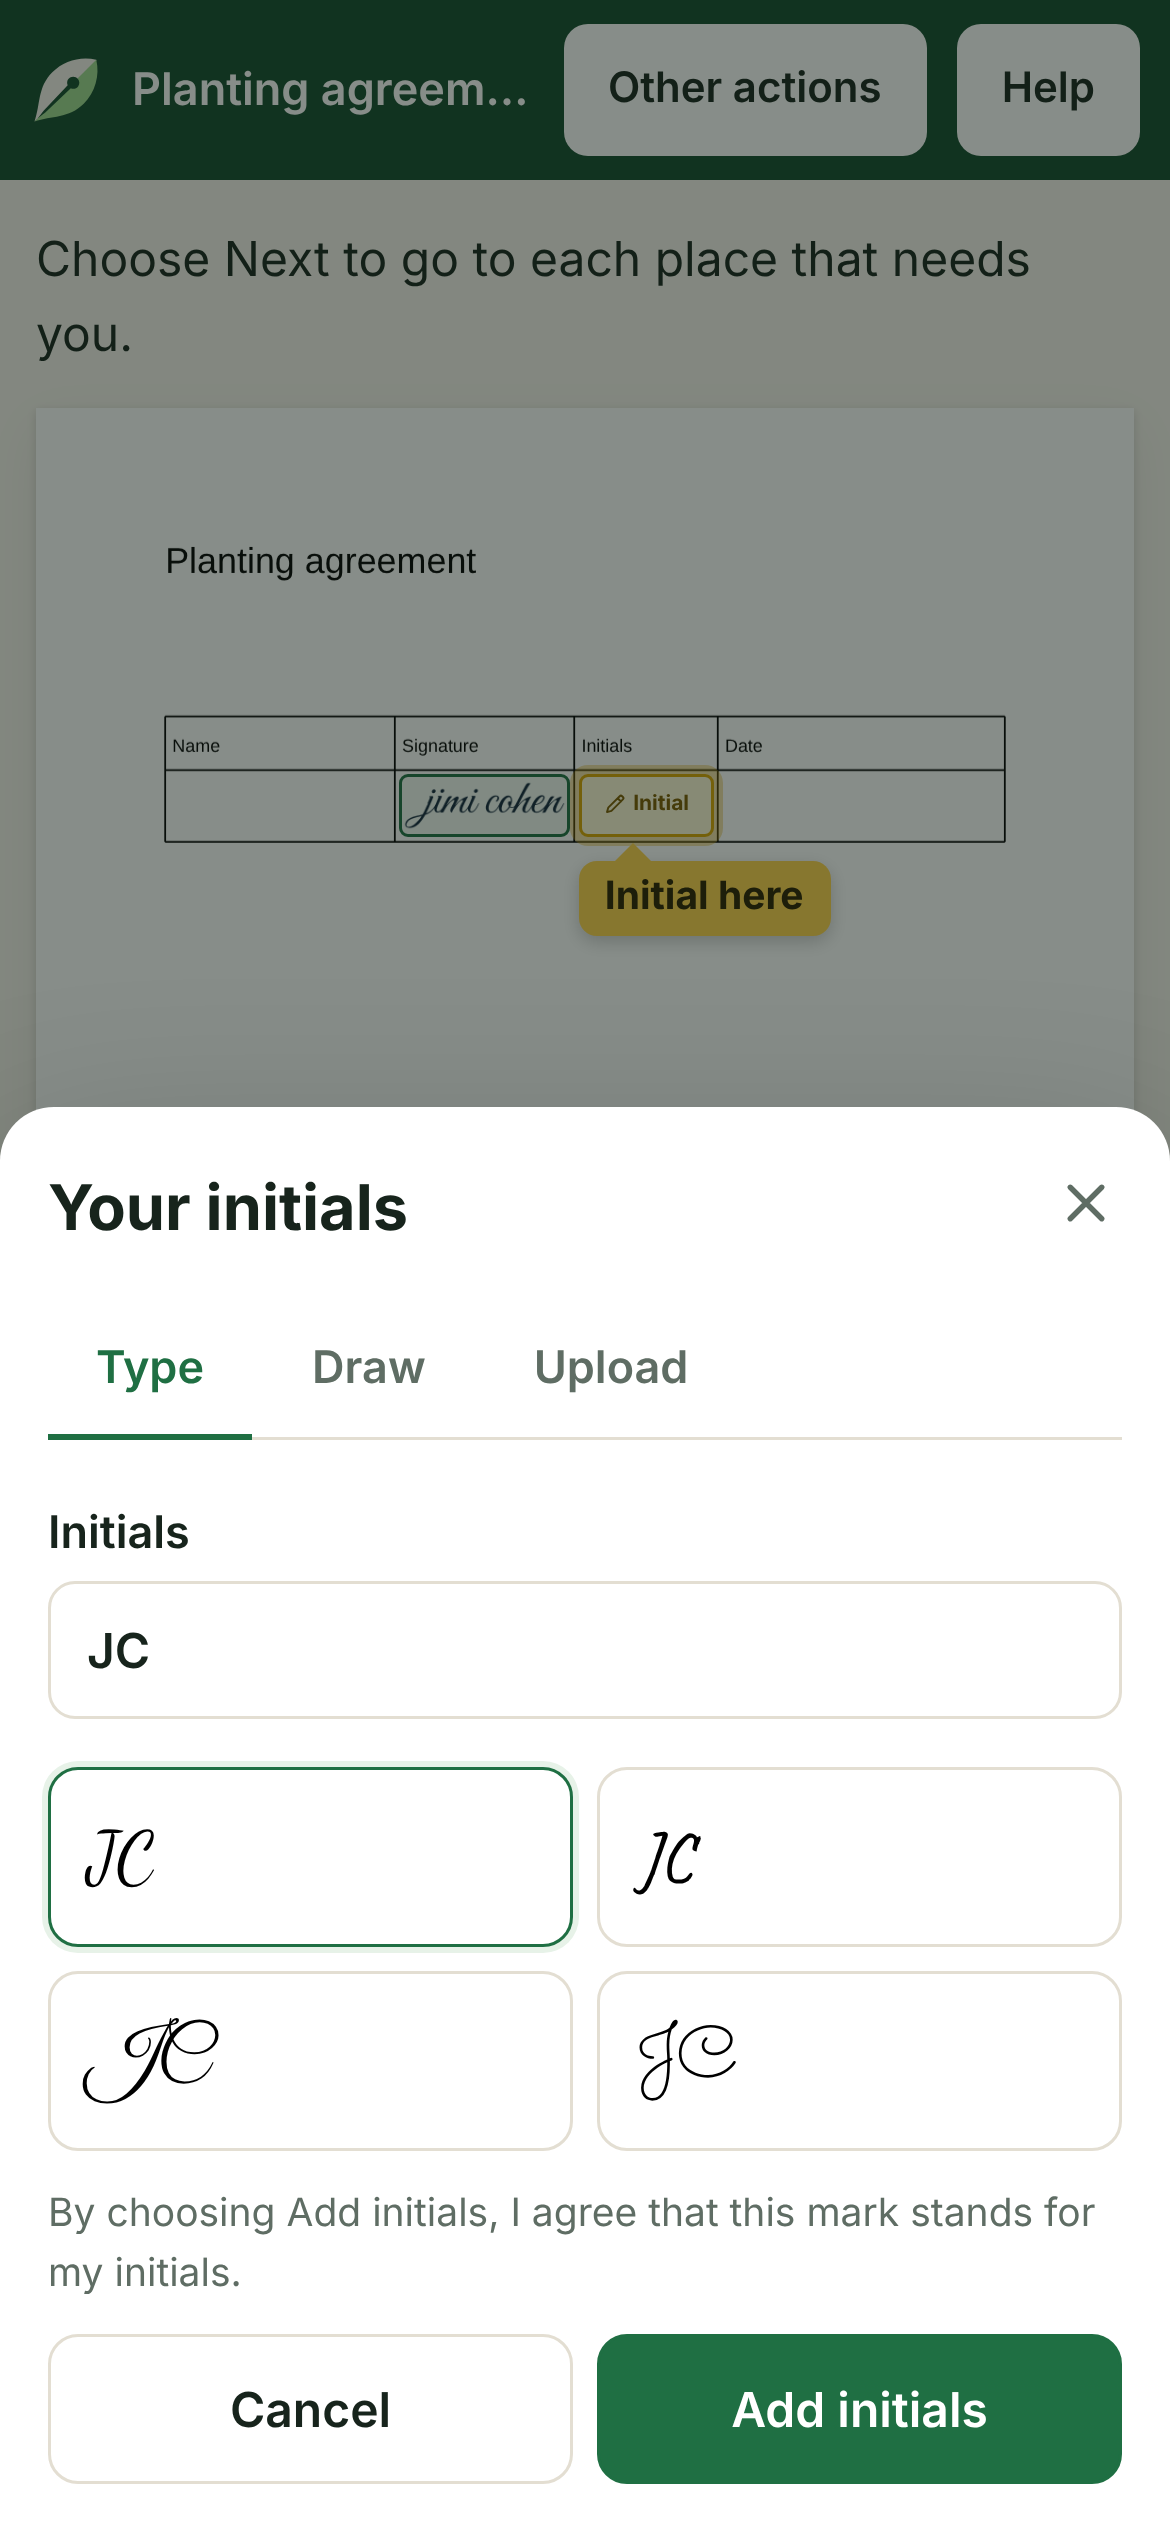 Planting agreem...
Other actions
Help
Choose Next to go to each place that needs
you.
Planting agreement
Name
Signature
Initials
Date
jimi cohen
Initial
Initial here
Your initials
Type
Draw
Upload
Initials
JC
JC
JC
JC
JC
By choosing Add initials, I agree that this mark stands for
my initials.
Cancel
Add initials